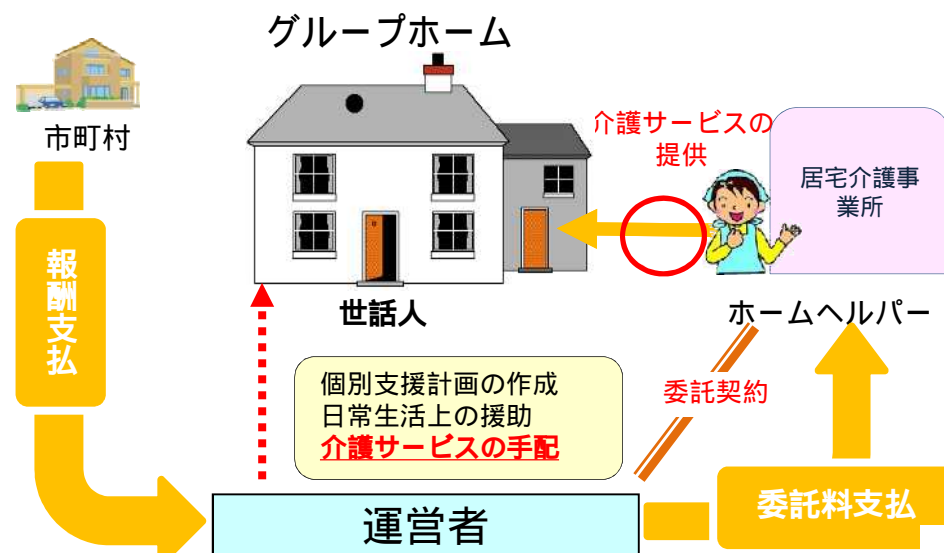 グループホーム
市町村
介護サービスの
提供
居宅介護事
業所
報酬支払
世話人
ホームヘルパー
個別支援計画の作成
日常生活上の援助
介護サービスの手配
委託契約
運営者
委託料支払